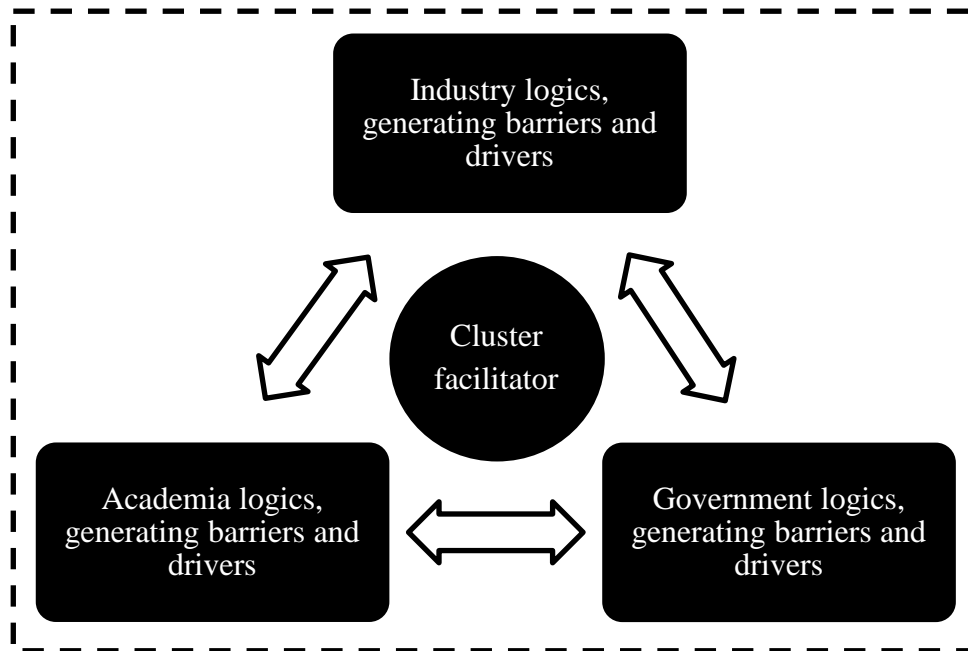 Industry logics,
generating barriers and
drivers
Cluster
facilitator
Academia logics,
generating barriers and
drivers
Government logics,
generating barriers and
drivers